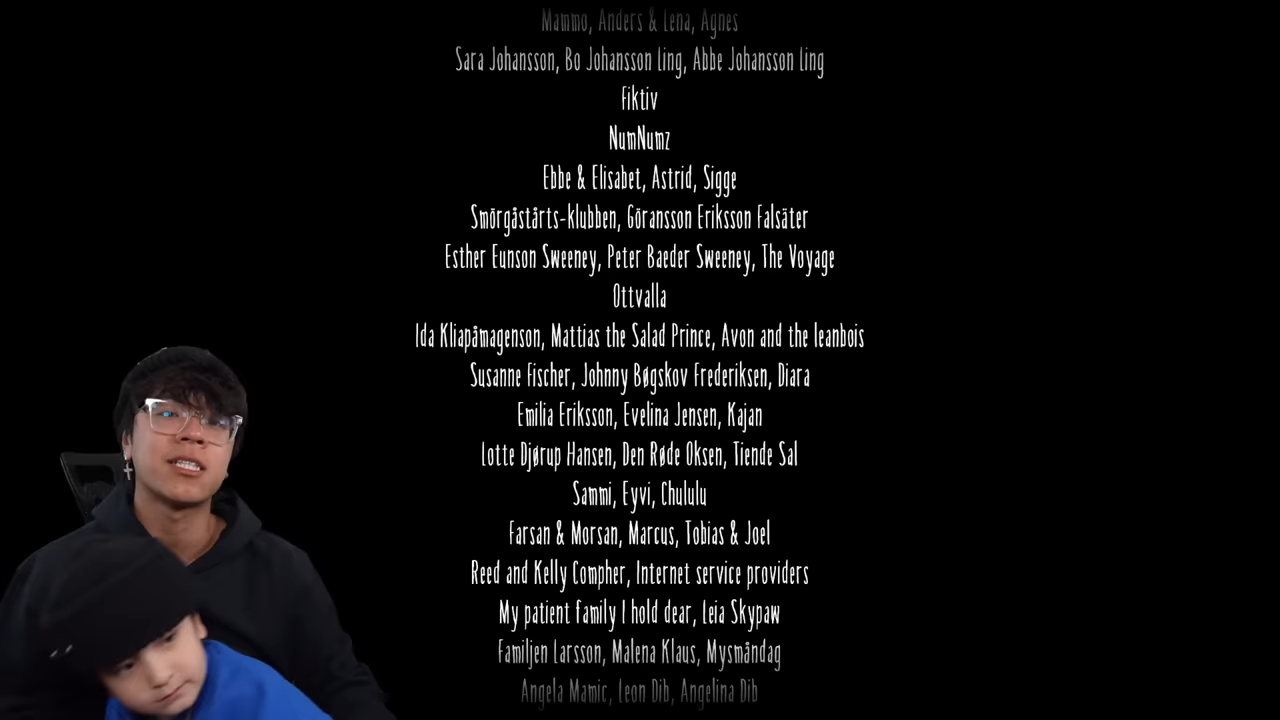 Mammo, Anders & Lena, Agnes
Sara Johansson, Bo Johansson Ling, Abbe Johansson Ling
Fiktiv
NumNumz
Ebbe & Elisabet, Astrid, Sigge
Smörgåstårts-klubben, Göransson Eriksson Falsäter
Esther Eunson Sweeney, Peter Baeder Sweeney, The Voyage
Ottvalla
Ida Kliapåmagenson, Mattias the Salad Prince, Avon and the leanbois
Susanne Fischer, Johnny Bøgskov Frederiksen, Diara
Emilia Eriksson, Evelina Jensen, Kajan
Lotte Djørup Hansen, Den Røde Oksen, Tiende Sal
Sammi, Eyvi, Chululu
Farsan & Morsan, Marcus, Tobias & Joel
Reed and Kelly Compher, Internet service providers
My patient family I hold dear, Leia Skypaw
Familjen Larsson, Malena Klaus, Mysmåndag
Angela Mamic, Leon Dib, Angelina Dib